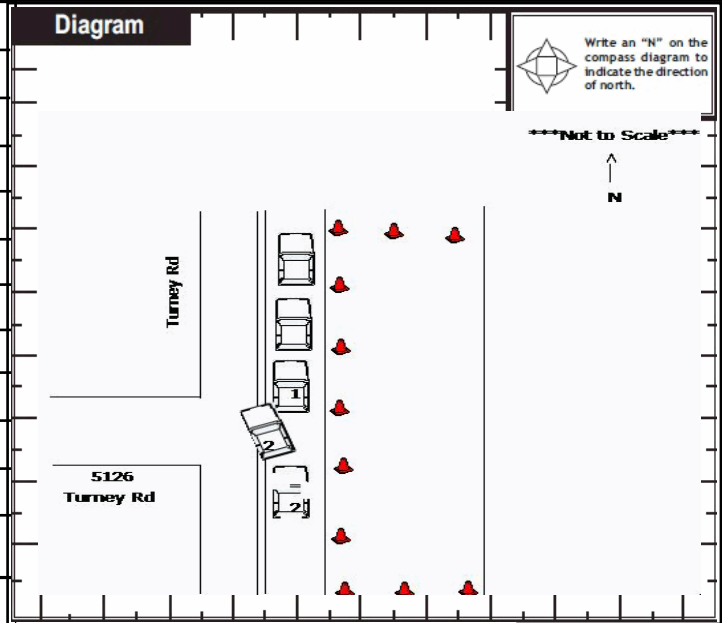 Diagram
Write an “N” on the
compass diagram to
indicate the direction
of north.
***Not to Scale***
N
Turney Rd
1
2
5126
Turney Rd
=
2